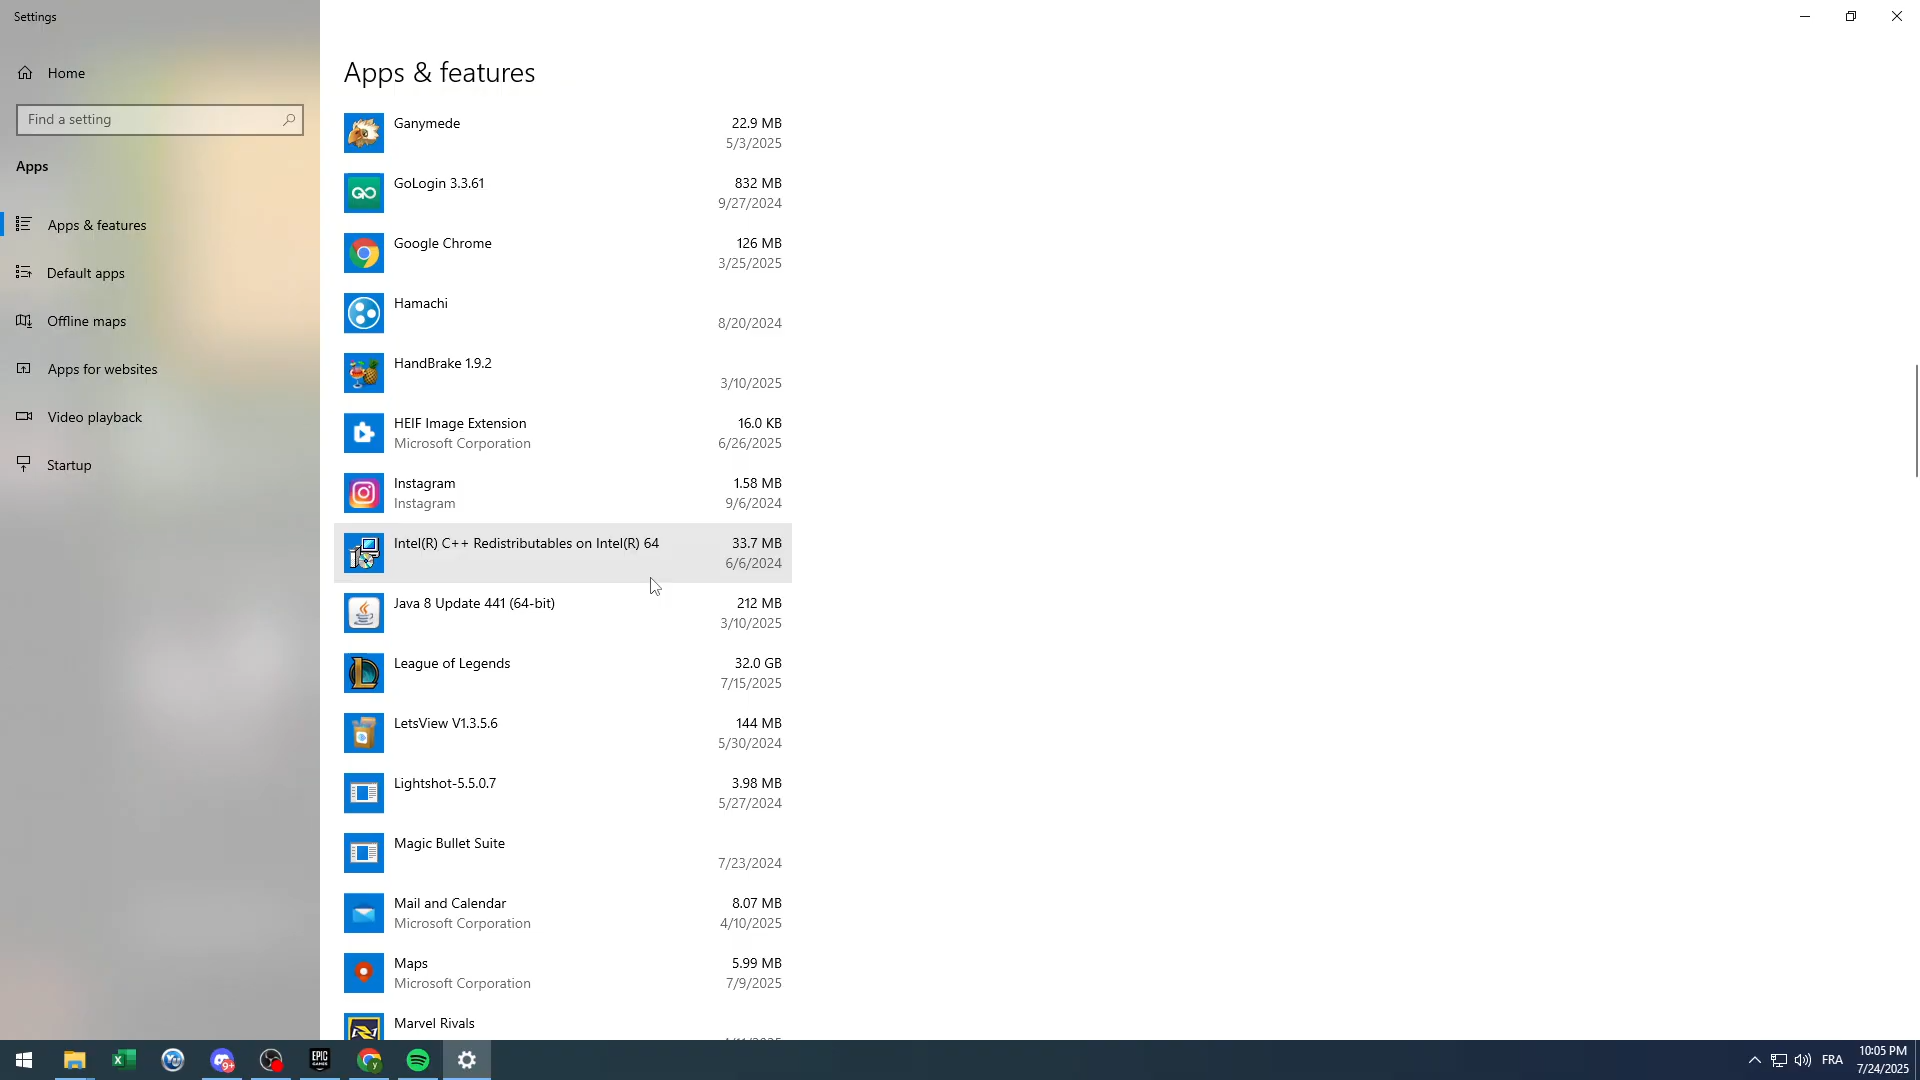 Settings
Home
Find a setting
Apps
Apps & features
Default apps
Offline maps
Apps for websites
Video playback
Startup
Apps & features
Ganymede 22.9 MB
5/3/2025
GoLogin 3.3.61 832 MB
9/27/2024
Google Chrome 126 MB
3/25/2025
Hamachi
8/20/2024
HandBrake 1.9.2
3/10/2025
HEIF Image Extension 16.0 KB
Microsoft Corporation 6/26/2025
Instagram 1.58 MB
Instagram 9/6/2024
Intel(R) C++ Redistributables on Intel(R) 64 33.7 MB
6/6/2024
Java 8 Update 441 (64-bit) 212 MB
3/10/2025
League of Legends 32.0 GB
7/15/2025
LetsView V1.3.5.6 144 MB
5/30/2024
Lightshot-5.5.0.7 3.98 MB
5/27/2024
Magic Bullet Suite
7/23/2024
Mail and Calendar 8.07 MB
Microsoft Corporation 4/10/2025
Maps 5.99 MB
Microsoft Corporation 7/9/2025
Marvel Rivals
9+
EPIC
GAMES
FRA
10:05 PM
7/24/2025